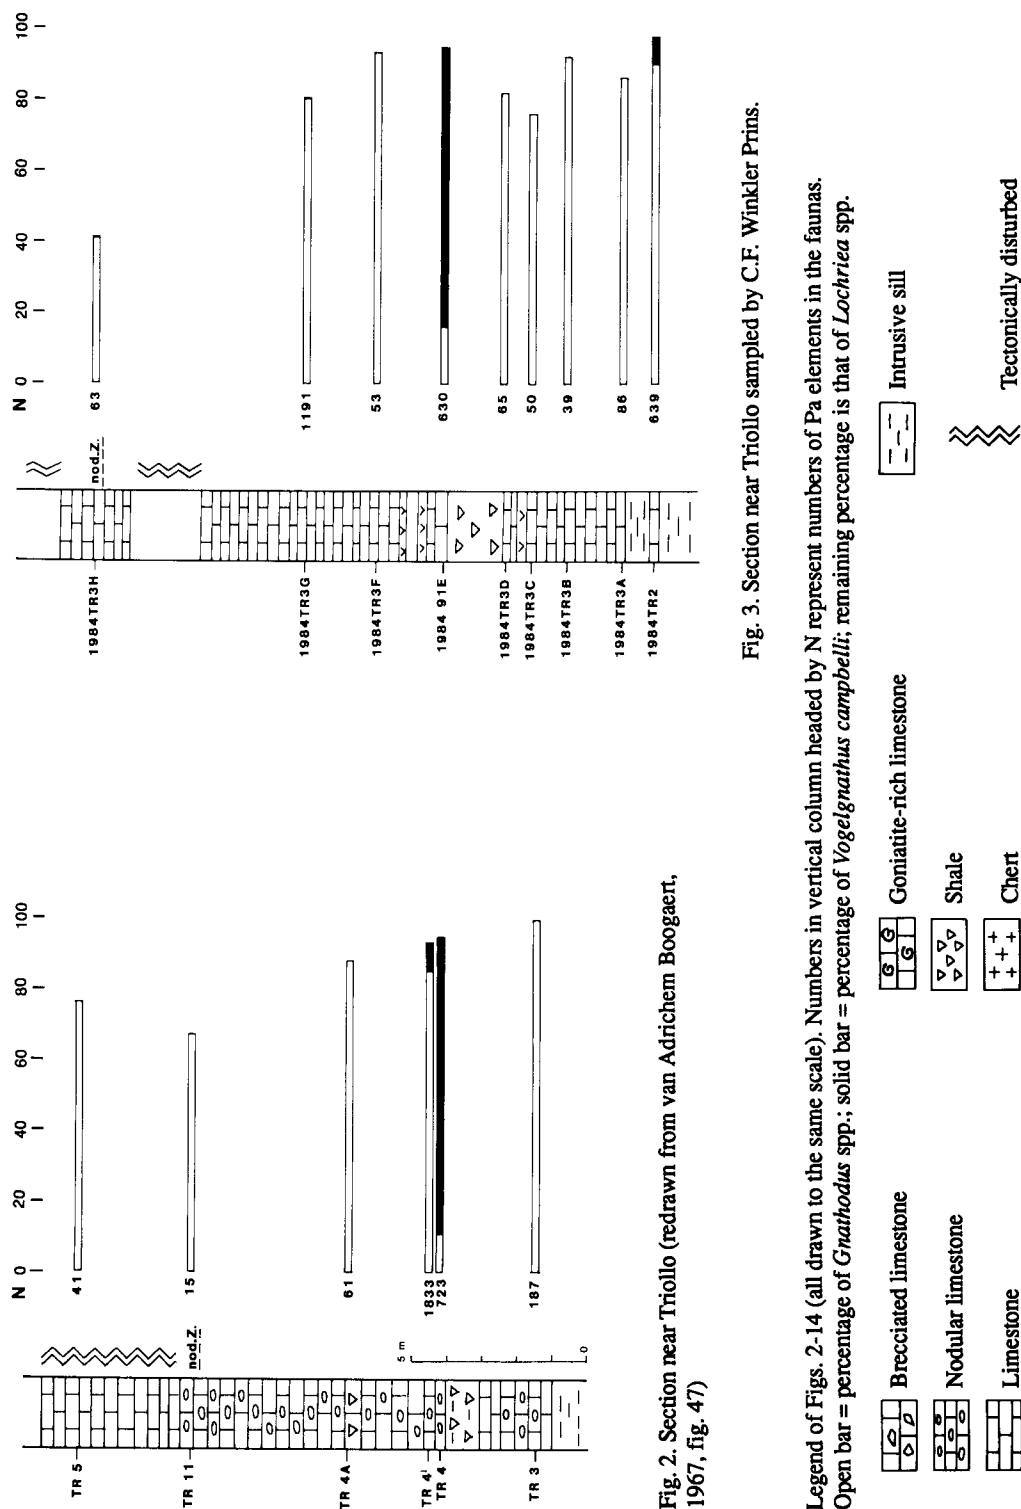 N 0 20 40 60 80 100
TR 5 41
nod.Z.
TR 11 15
TR 4A 61
TR 4' 1833
TR 4 723
TR 3 187
5 m
0
Fig. 2. Section near Triollo (redrawn from van Adrichem Boogaert,
1967, fig. 47)
N 0 20 40 60 80 100
nod.Z.
1984TR3H 63
1984TR3G 1191
1984TR3F 53
1984 91E 630
1984TR3D 65
1984TR3C 50
1984TR3B 39
1984TR3A 86
1984TR2 639
Fig. 3. Section near Triollo sampled by C.F. Winkler Prins.
Legend of Figs. 2-14 (all drawn to the same scale). Numbers in vertical column headed by N represent numbers of Pa elements in the faunas.
Open bar = percentage of Gnathodus spp.; solid bar = percentage of Vogelgnathus campbelli; remaining percentage is that of Lochriea spp.
Brecciated limestone
Nodular limestone
Limestone
Goniatite-rich limestone
Shale
Chert
Intrusive sill
Tectonically disturbed